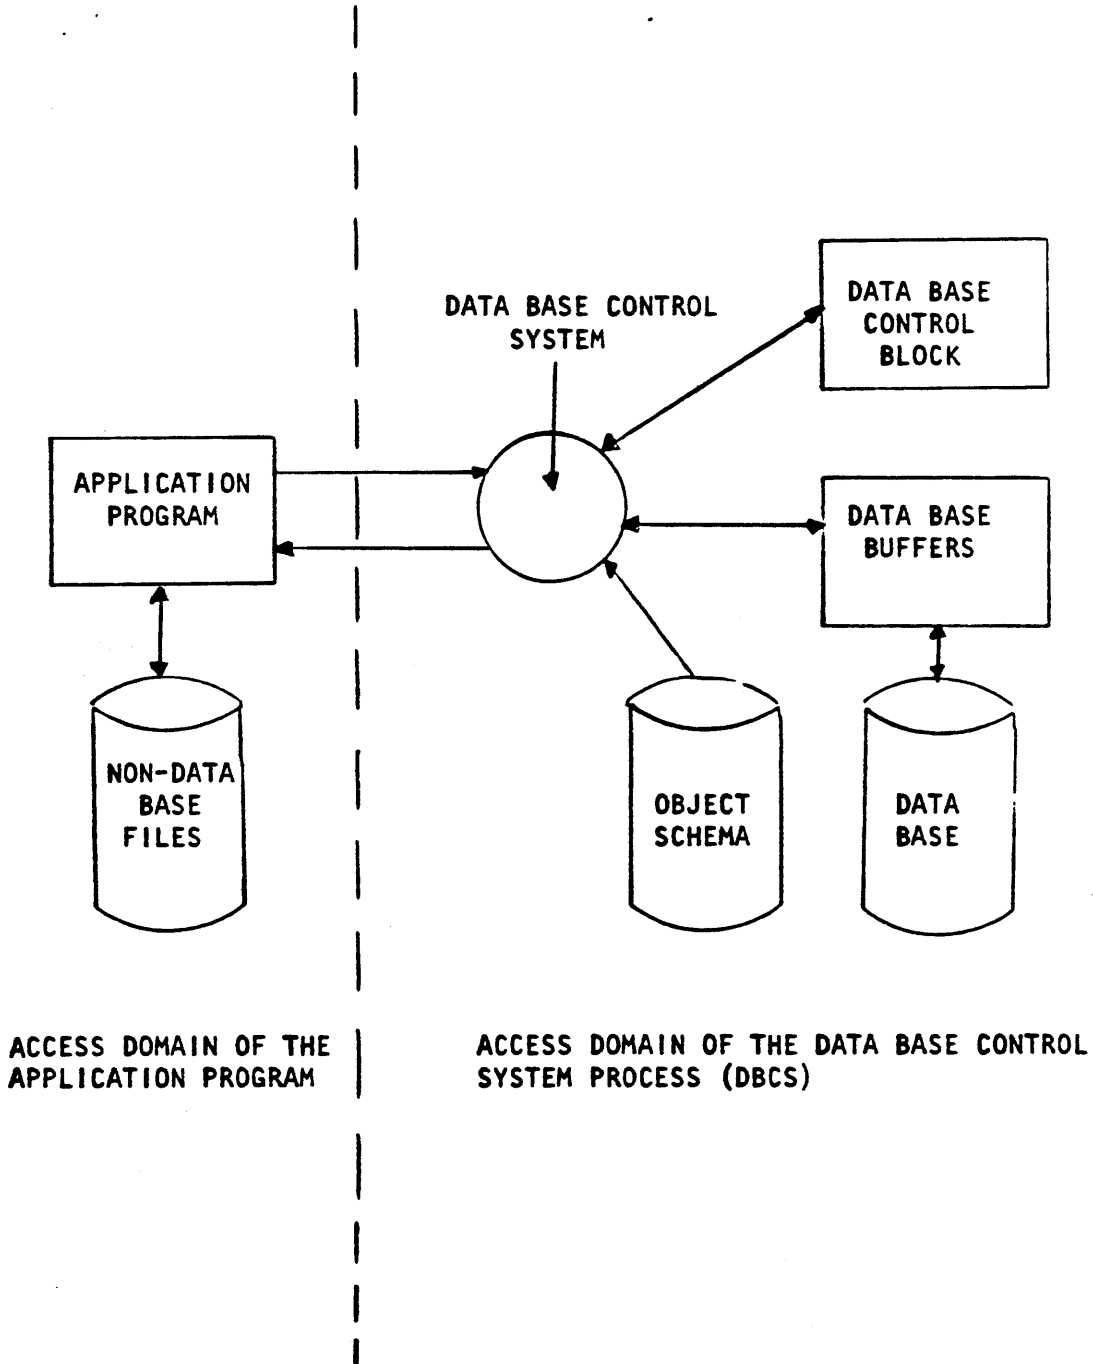 DATA BASE CONTROL
SYSTEM
DATA BASE
CONTROL
BLOCK
APPLICATION
PROGRAM
DATA BASE
BUFFERS
NON-DATA
BASE
FILES
OBJECT
SCHEMA
DATA
BASE
ACCESS DOMAIN OF THE
APPLICATION PROGRAM
ACCESS DOMAIN OF THE DATA BASE CONTROL
SYSTEM PROCESS (DBCS)